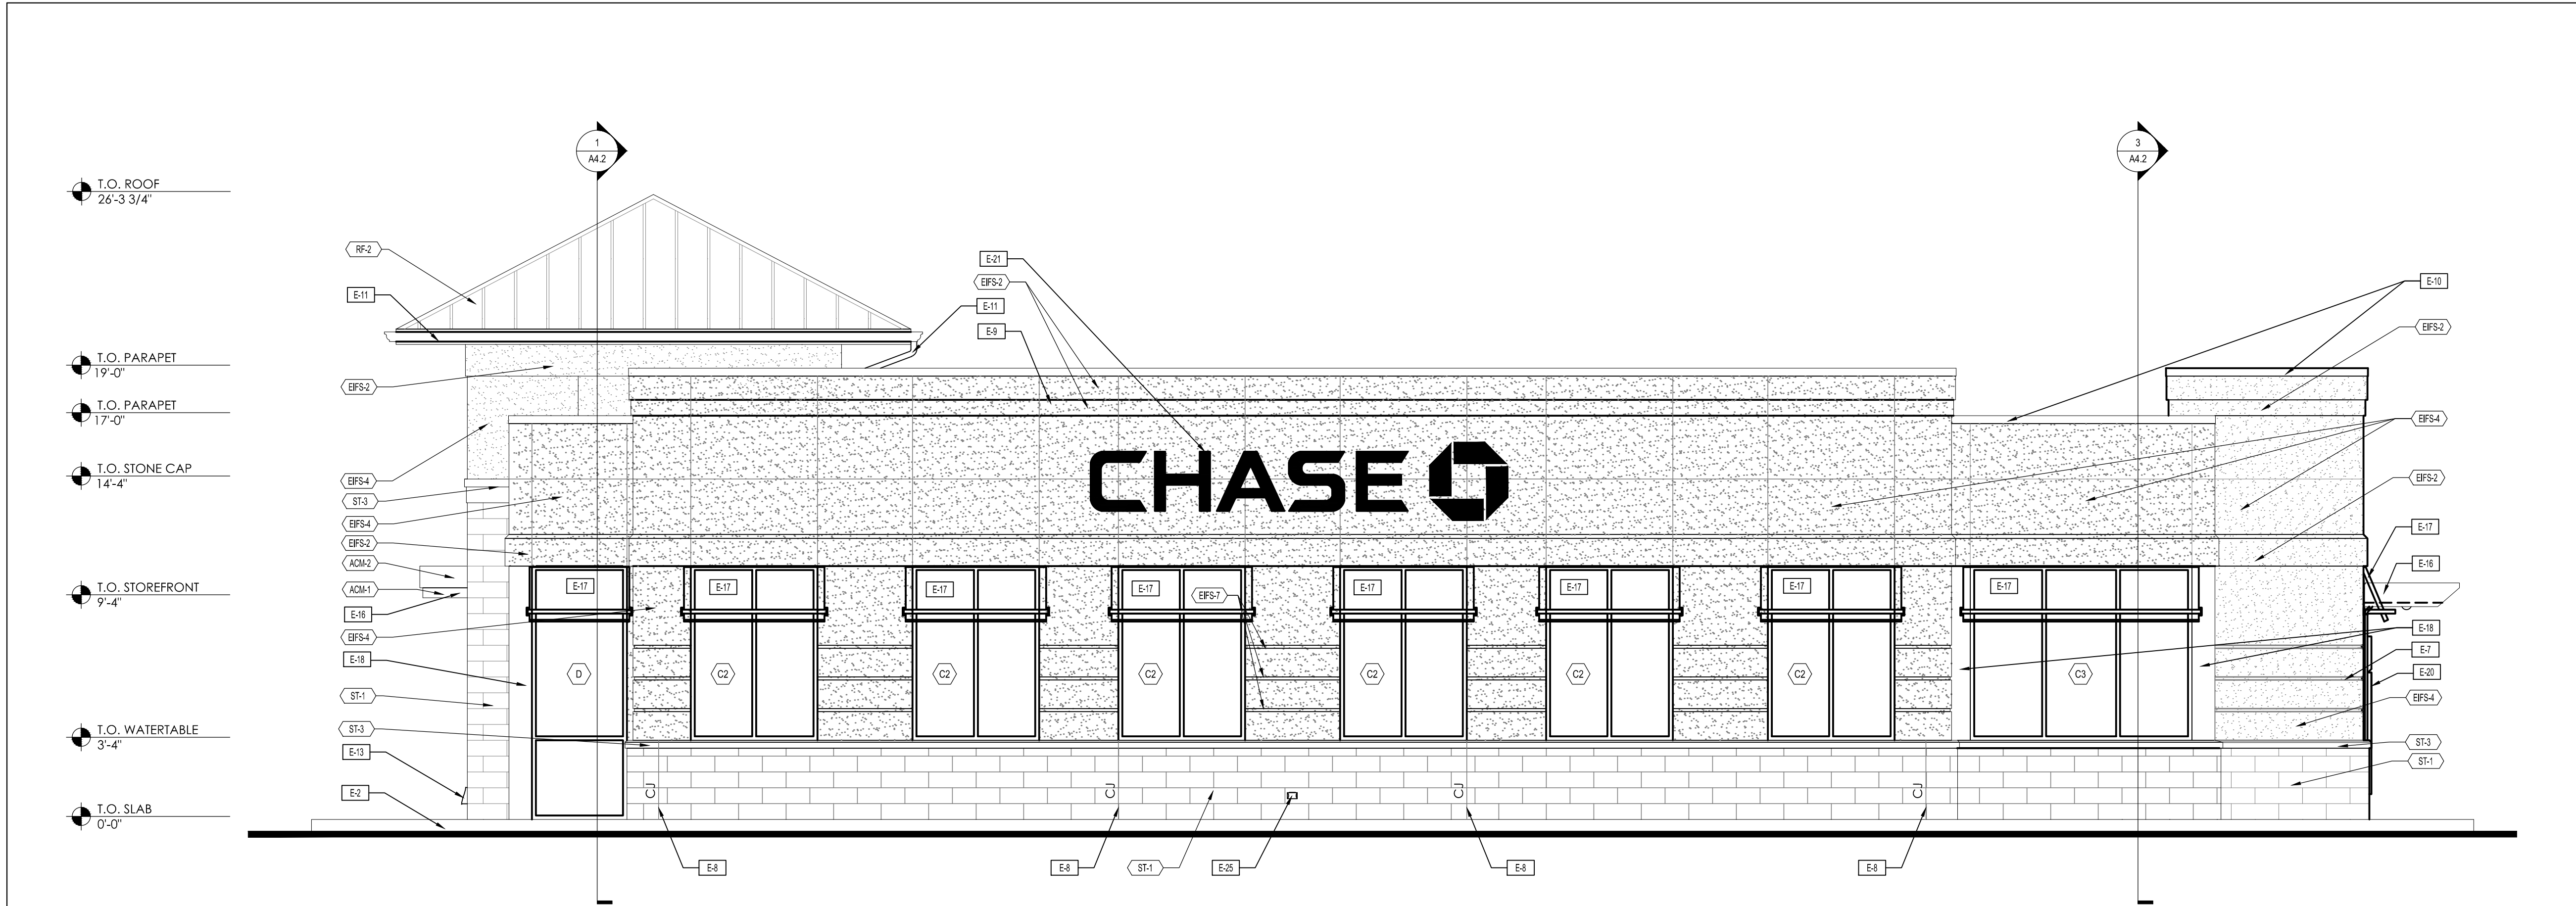 1
A4.2
3
A4.2
T.O. ROOF
26'-3 3/4"
RF-2
E-11
E-21
EIFS-2
E-11
E-9
E-10
EIFS-2
T.O. PARAPET
19'-0"
EIFS-2
T.O. PARAPET
17'-0"
EIFS-4
T.O. STONE CAP
14'-4"
CHASE
EIFS-4
ST-3
EIFS-4
EIFS-2
ACM-2
ACM-1
E-16
EIFS-4
E-18
ST-1
ST-3
E-13
E-2
EIFS-2
E-17
E-16
E-18
E-7
E-20
EIFS-4
ST-3
ST-1
T.O. STOREFRONT
9'-4"
E-17
E-17
E-17
E-17
E-17
E-17
E-17
E-17
EIFS-7
D
C2
C2
C2
C2
C2
C2
C3
T.O. WATERTABLE
3'-4"
CJ
CJ
CJ
CJ
T.O. SLAB
0'-0"
E-8
E-8
ST-1
E-25
E-8
E-8